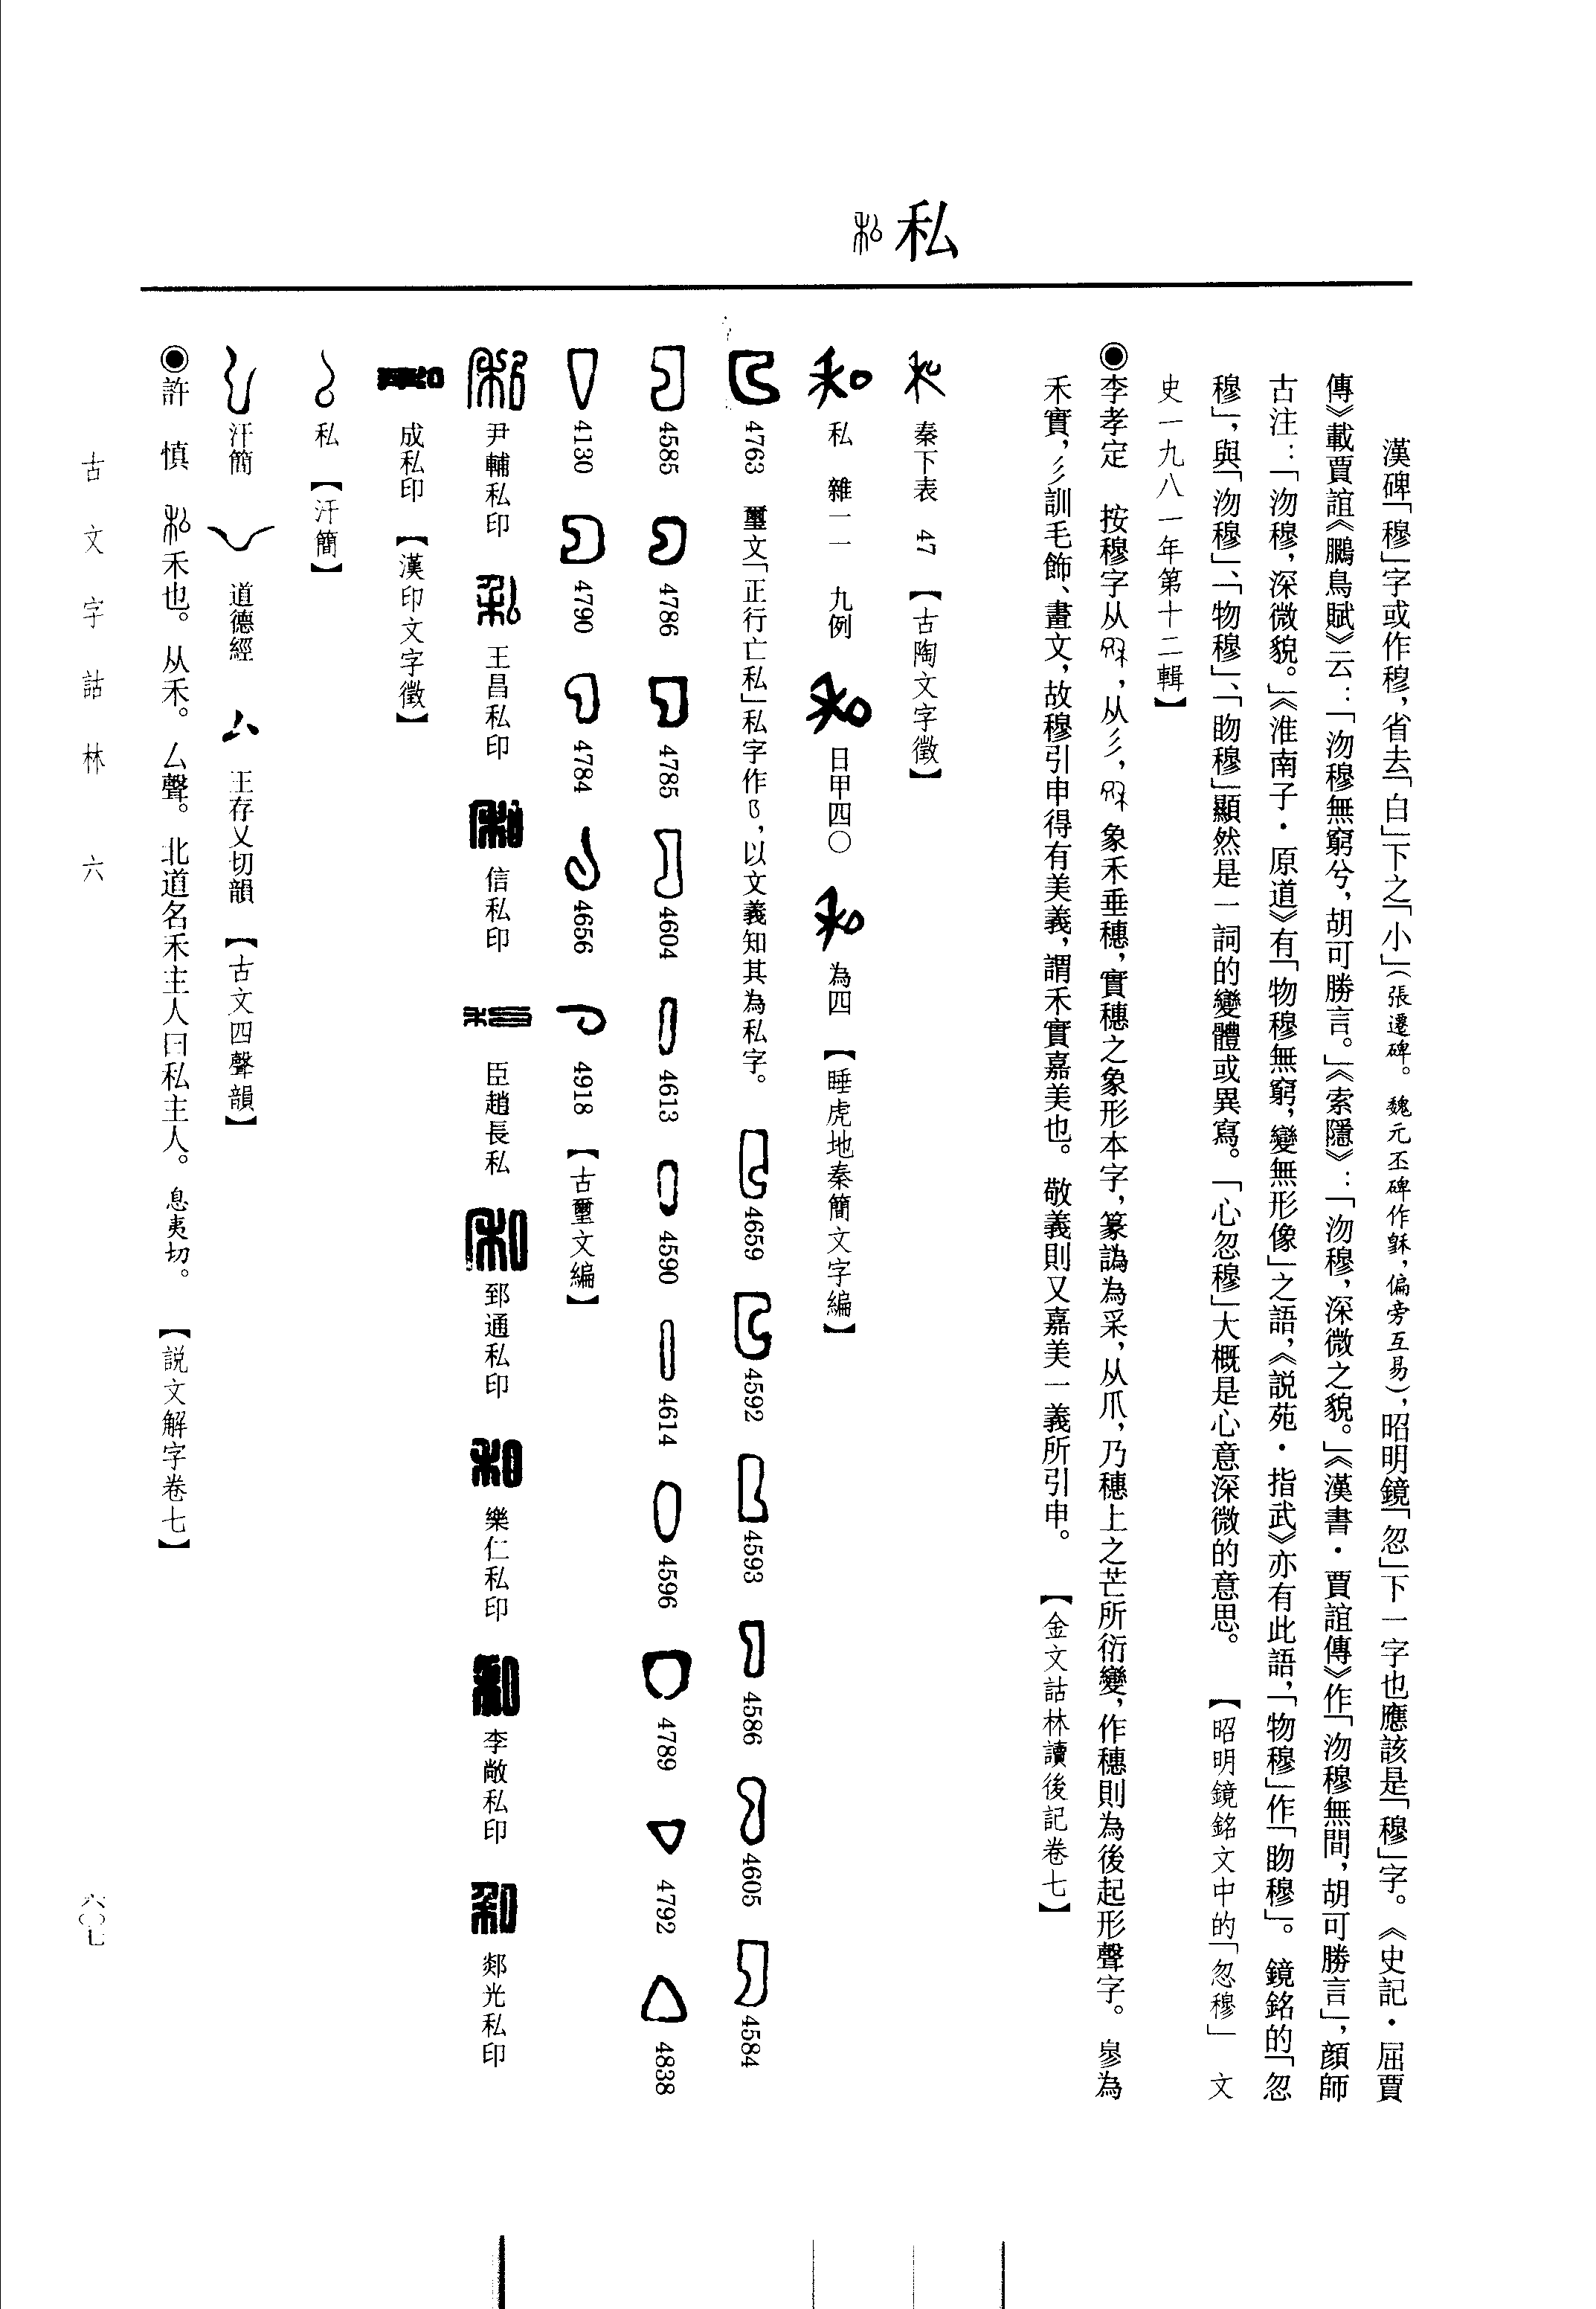 私
漢碑「穆」字或作穆，省去「白」下之「小」（張遷碑。魏元丕碑作，偏旁互易），昭明鏡「忽」下一字也應該是「穆」字。《史記·屈賈
傳》載賈誼《鵩鳥賦》云：「沕穆無窮兮，胡可勝言。」《索隱》：「沕穆，深微之貌。」《漢書·賈誼傳》作「沕穆無間，胡可勝言」，顏師
古注：「沕穆，深微貌。」《淮南子·原道》有「物穆無窮，變無形像」之語，《説苑·指武》亦有此語，「物穆」作「眑穆」。鏡銘的「忽
穆」，與「沕穆」、「物穆」、「眑穆」顯然是一詞的變體或異寫。「心忽穆」大概是心意深微的意思。【昭明鏡銘文中的「忽穆」 文
史一九八一年第十二輯】
◉李孝定 按穆字从，从彡，象禾垂穗，實穗之象形本字，篆譌為采，从爪，乃穗上之芒所衍變，作穗則為後起形聲字。㣎為
禾實，彡訓毛飾、畫文，故穆引申得有美義，謂禾實嘉美也。敬義則又嘉美一義所引申。【金文詁林讀後記卷七】
秦下表 47 【古陶文字徵】
私 雜一一 九例 日甲四〇 為四 【睡虎地秦簡文字編】
4763 璽文「正行亡私」私字作，以文義知其為私字。 4659 4592 4593 4586 4605 4584
4585 4786 4785 4604 4613 4590 4614 4596 4789 4792 4838
4130 4790 4784 4656 4918 【古璽文編】
尹輔私印 王昌私印 信私印 臣趙長私 郅通私印 樂仁私印 李敞私印 郯光私印
成私印 【漢印文字徵】
私 【汗簡】
汗簡 道德經 王存乂切韻 【古文四聲韻】
◉許 慎 禾也。从禾。厶聲。北道名禾主人曰私主人。息夷切。【説文解字卷七】
古文字詁林 六
六〇七